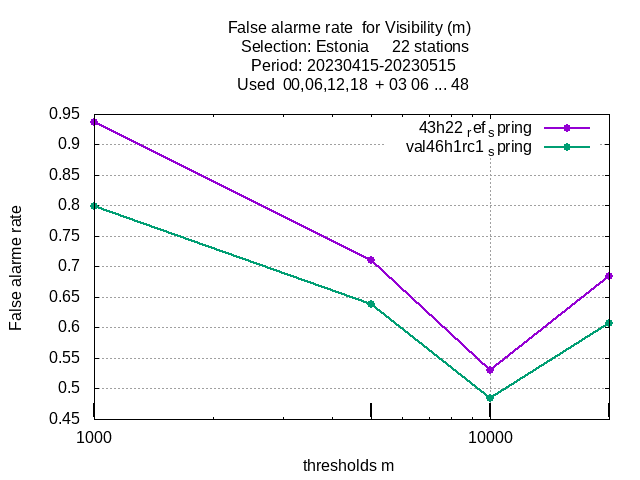 False alarme rate  for Visibility (m)
Selection: Estonia     22 stations
Period: 20230415-20230515
Used  00,06,12,18  + 03 06 ... 48
43h22 ref s pring
val46h1rc1 s pring
0.95
0.9
0.85
0.8
0.75
0.7
0.65
0.6
0.55
0.5
0.45
False alarme rate
1000
10000
thresholds m